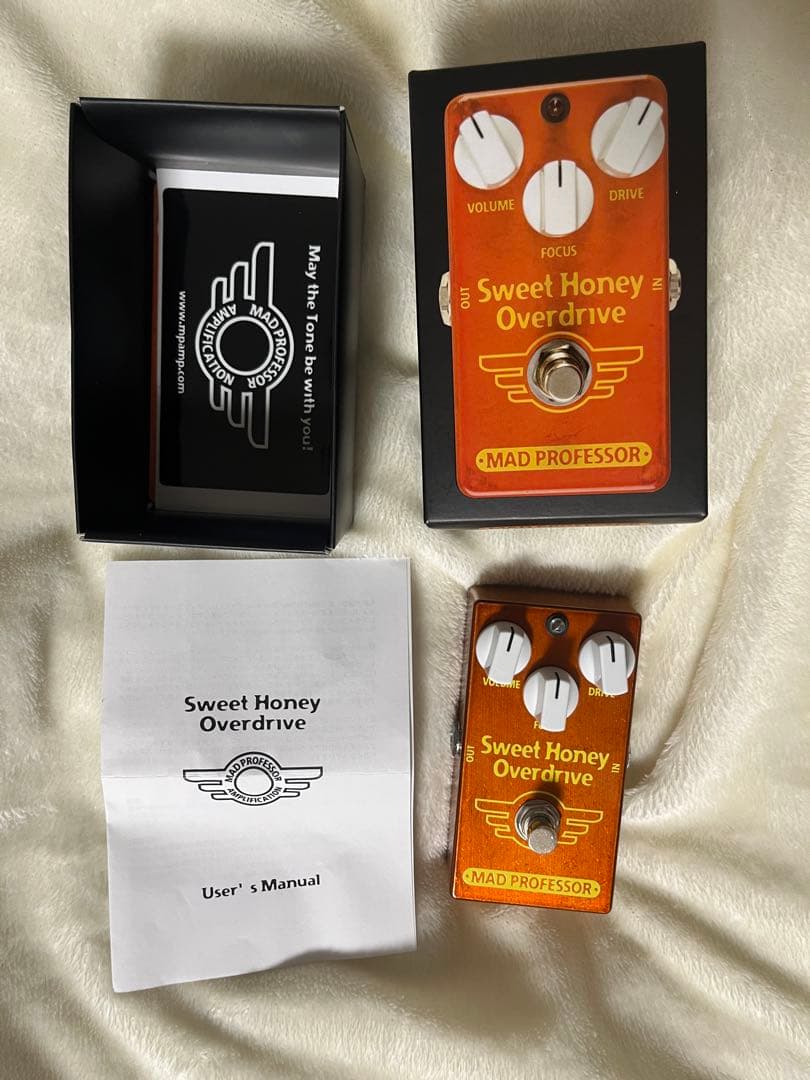 May the Tone be with you!
MAD PROFESSOR
AMPLIFICATION
www.mpamp.com
VOLUME
DRIVE
FOCUS
OUT
IN
Sweet Honey
Overdrive
MAD PROFESSOR
Sweet Honey
Overdrive
MAD PROFESSOR
AMPLIFICATION
User's Manual
VOLUME
DRIVE
OUT
IN
Sweet Honey
Overdrive
MAD PROFESSOR